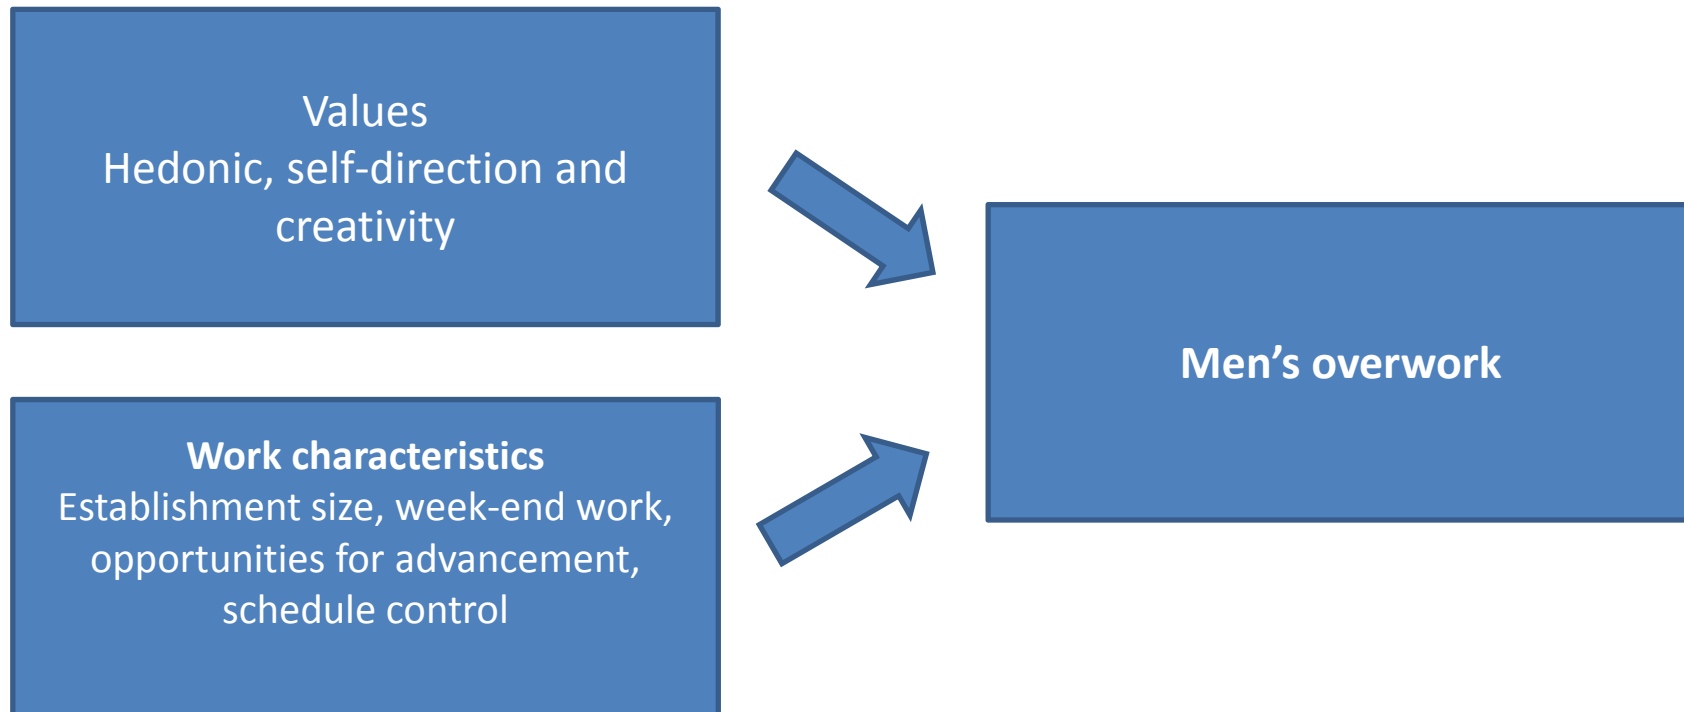 Values
Hedonic, self-direction and
creativity
Work characteristics
Establishment size, week-end work,
opportunities for advancement,
schedule control
Men’s overwork